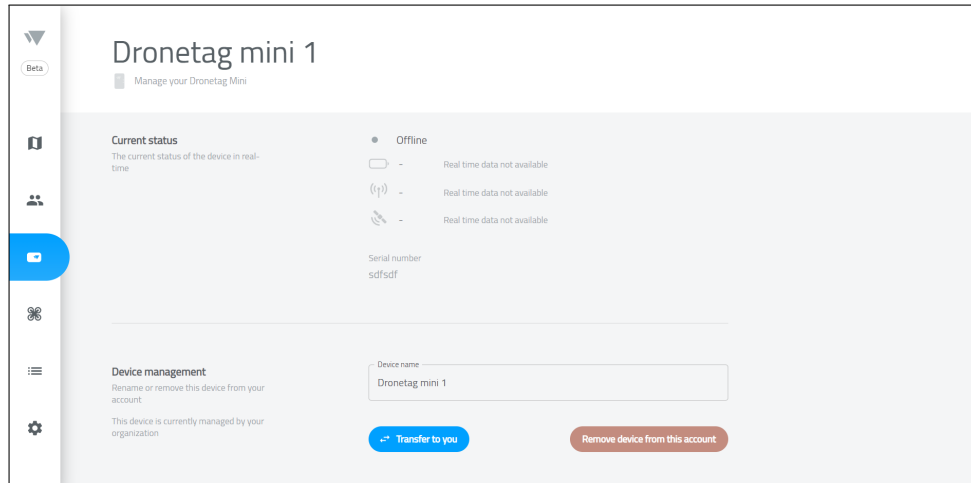 Beta
Dronetag mini 1
Manage your Dronetag Mini
Current status
The current status of the device in real-
time
Offline
- Real time data not available
- Real time data not available
- Real time data not available
Serial number
sdfsdf
Device management
Rename or remove this device from your
account
This device is currently managed by your
organization
Device name
Dronetag mini 1
Transfer to you
Remove device from this account